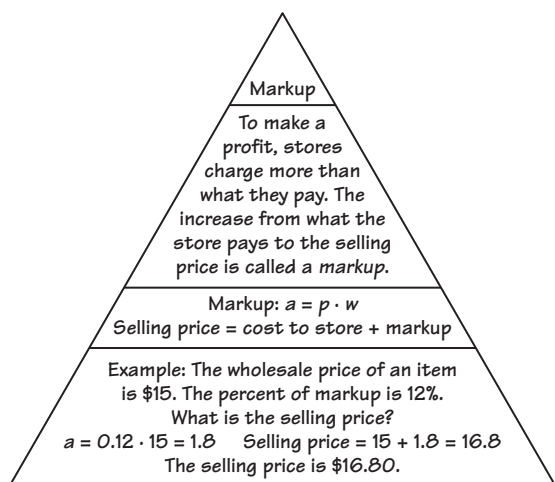 Markup
To make a
profit, stores
charge more than
what they pay. The
increase from what the
store pays to the selling
price is called a markup.
Markup: a = p · w
Selling price = cost to store + markup
Example: The wholesale price of an item
is $15. The percent of markup is 12%.
What is the selling price?
a = 0.12 · 15 = 1.8 Selling price = 15 + 1.8 = 16.8
The selling price is $16.80.